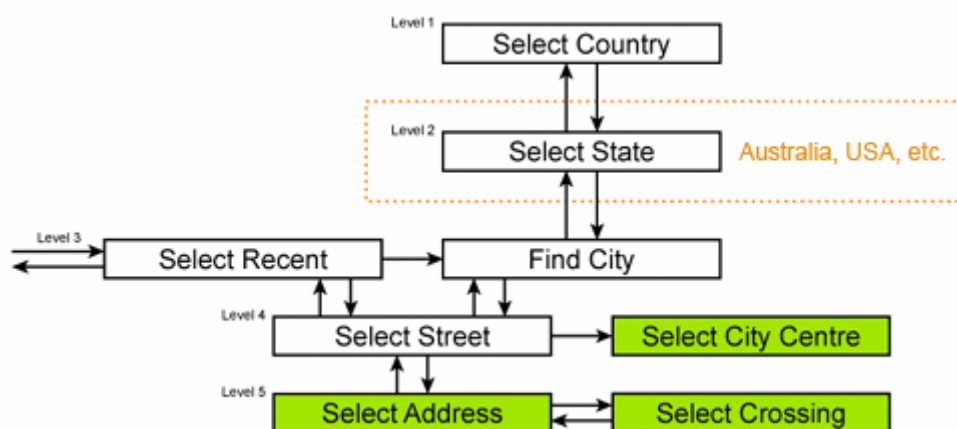 Level 1
Select Country
Level 2
Select State
Australia, USA, etc.
Level 3
Select Recent
Find City
Level 4
Select Street
Select City Centre
Level 5
Select Address
Select Crossing